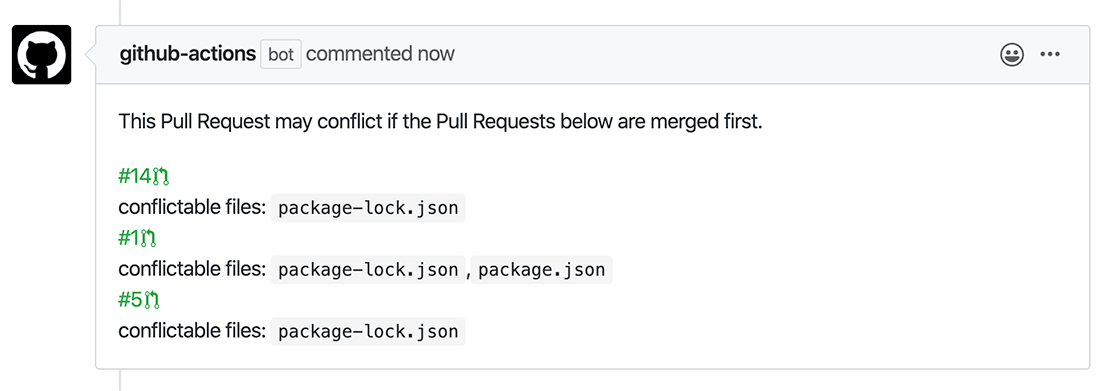 github-actions bot commented now
This Pull Request may conflict if the Pull Requests below are merged first.
#14
conflictable files: package-lock.json
#1
conflictable files: package-lock.json, package.json
#5
conflictable files: package-lock.json